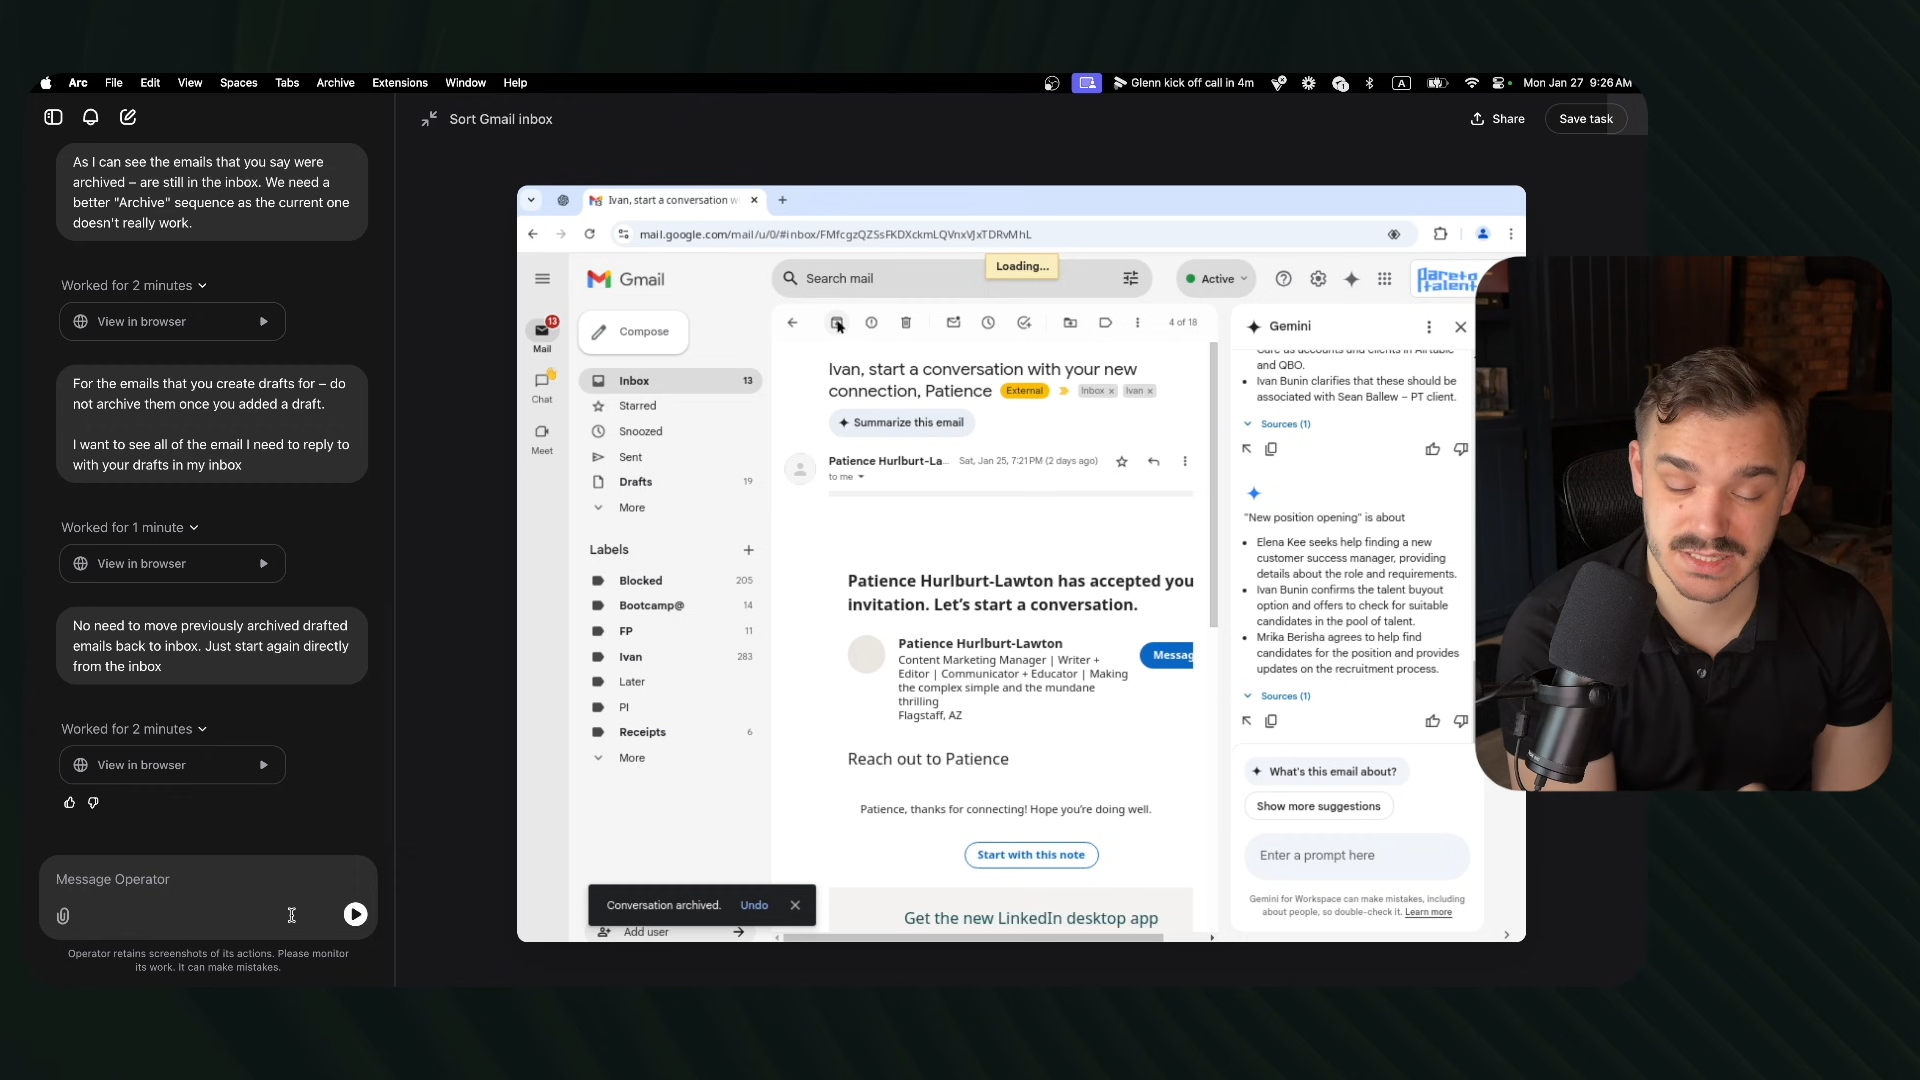 Arc File Edit View Spaces Tabs Archive Extensions Window Help
Glenn kick off call in 4m
A
Mon Jan 27 9:26 AM
As I can see the emails that you say were
archived – are still in the inbox. We need a
better "Archive" sequence as the current one
doesn't really work.
Worked for 2 minutes
View in browser
For the emails that you create drafts for – do
not archive them once you added a draft.
I want to see all of the email I need to reply to
with your drafts in my inbox
Worked for 1 minute
View in browser
No need to move previously archived drafted
emails back to inbox. Just start again directly
from the inbox
Worked for 2 minutes
View in browser
Message Operator
Operator retains screenshots of its actions. Please monitor
its work. It can make mistakes.
Sort Gmail inbox
Share
Save task
Ivan, start a conversation w
mail.google.com/mail/u/0/#inbox/FMfcgzQZSsFKDXckmLQVnxVJxTDRvMhL
Loading...
Gmail
Search mail
Active
Pareto
talent
13
Mail
Chat
Meet
Compose
Inbox 13
Starred
Snoozed
Sent
Drafts 19
More
Labels
Blocked 205
Bootcamp@ 14
FP 11
Ivan 283
Later
PI
Receipts 6
More
Add user
4 of 18
Ivan, start a conversation with your new
connection, Patience External Inbox x Ivan x
Summarize this email
Patience Hurlburt-La... Sat, Jan 25, 7:21 PM (2 days ago)
to me
Patience Hurlburt-Lawton has accepted you
invitation. Let's start a conversation.
Patience Hurlburt-Lawton
Content Marketing Manager | Writer +
Editor | Communicator + Educator | Making
the complex simple and the mundane
thrilling
Flagstaff, AZ
Messag
Reach out to Patience
Patience, thanks for connecting! Hope you're doing well.
Start with this note
Get the new LinkedIn desktop app
Conversation archived. Undo
Gemini
and QBO.
Ivan Bunin clarifies that these should be
associated with Sean Ballew – PT client.
Sources (1)
"New position opening" is about
Elena Kee seeks help finding a new
customer success manager, providing
details about the role and requirements.
Ivan Bunin confirms the talent buyout
option and offers to check for suitable
candidates in the pool of talent.
Mrika Berisha agrees to help find
candidates for the position and provides
updates on the recruitment process.
Sources (1)
What's this email about?
Show more suggestions
Enter a prompt here
Gemini for Workspace can make mistakes, including
about people, so double-check it. Learn more